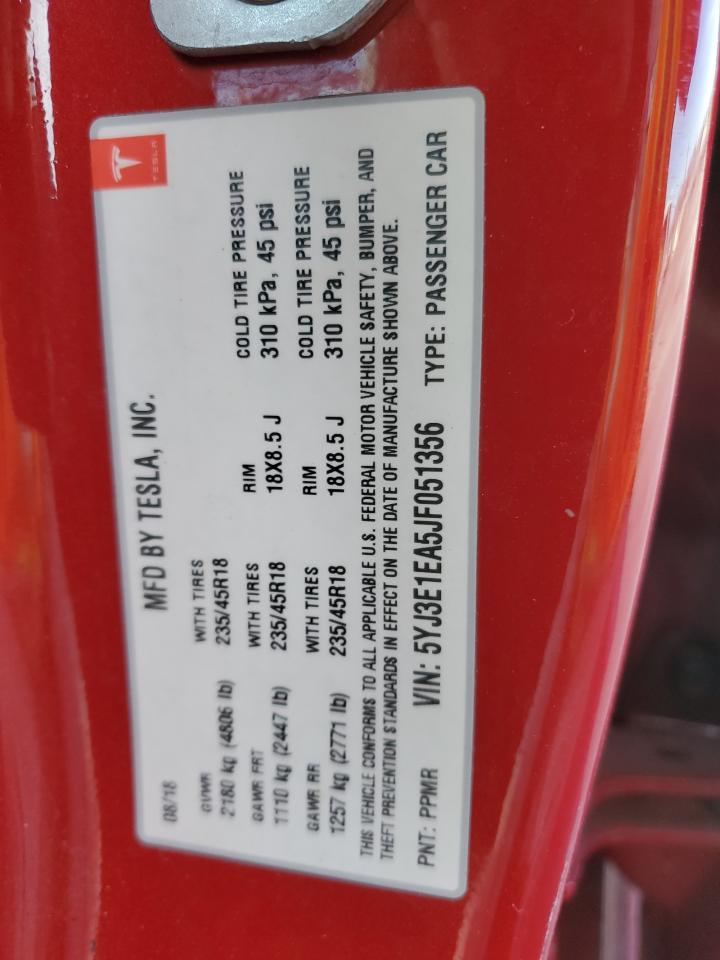 TESLA
08/18 MFD BY TESLA, INC.
GVWR WITH TIRES
2180 kg (4806 lb) 235/45R18
GAWR FRT WITH TIRES RIM COLD TIRE PRESSURE
1110 kg (2447 lb) 235/45R18 18X8.5 J 310 kPa, 45 psi
GAWR RR WITH TIRES RIM COLD TIRE PRESSURE
1257 kg (2771 lb) 235/45R18 18X8.5 J 310 kPa, 45 psi
THIS VEHICLE CONFORMS TO ALL APPLICABLE U.S. FEDERAL MOTOR VEHICLE SAFETY, BUMPER, AND
THEFT PREVENTION STANDARDS IN EFFECT ON THE DATE OF MANUFACTURE SHOWN ABOVE.
PNT: PPMR VIN: 5YJ3E1EA5JF051356 TYPE: PASSENGER CAR